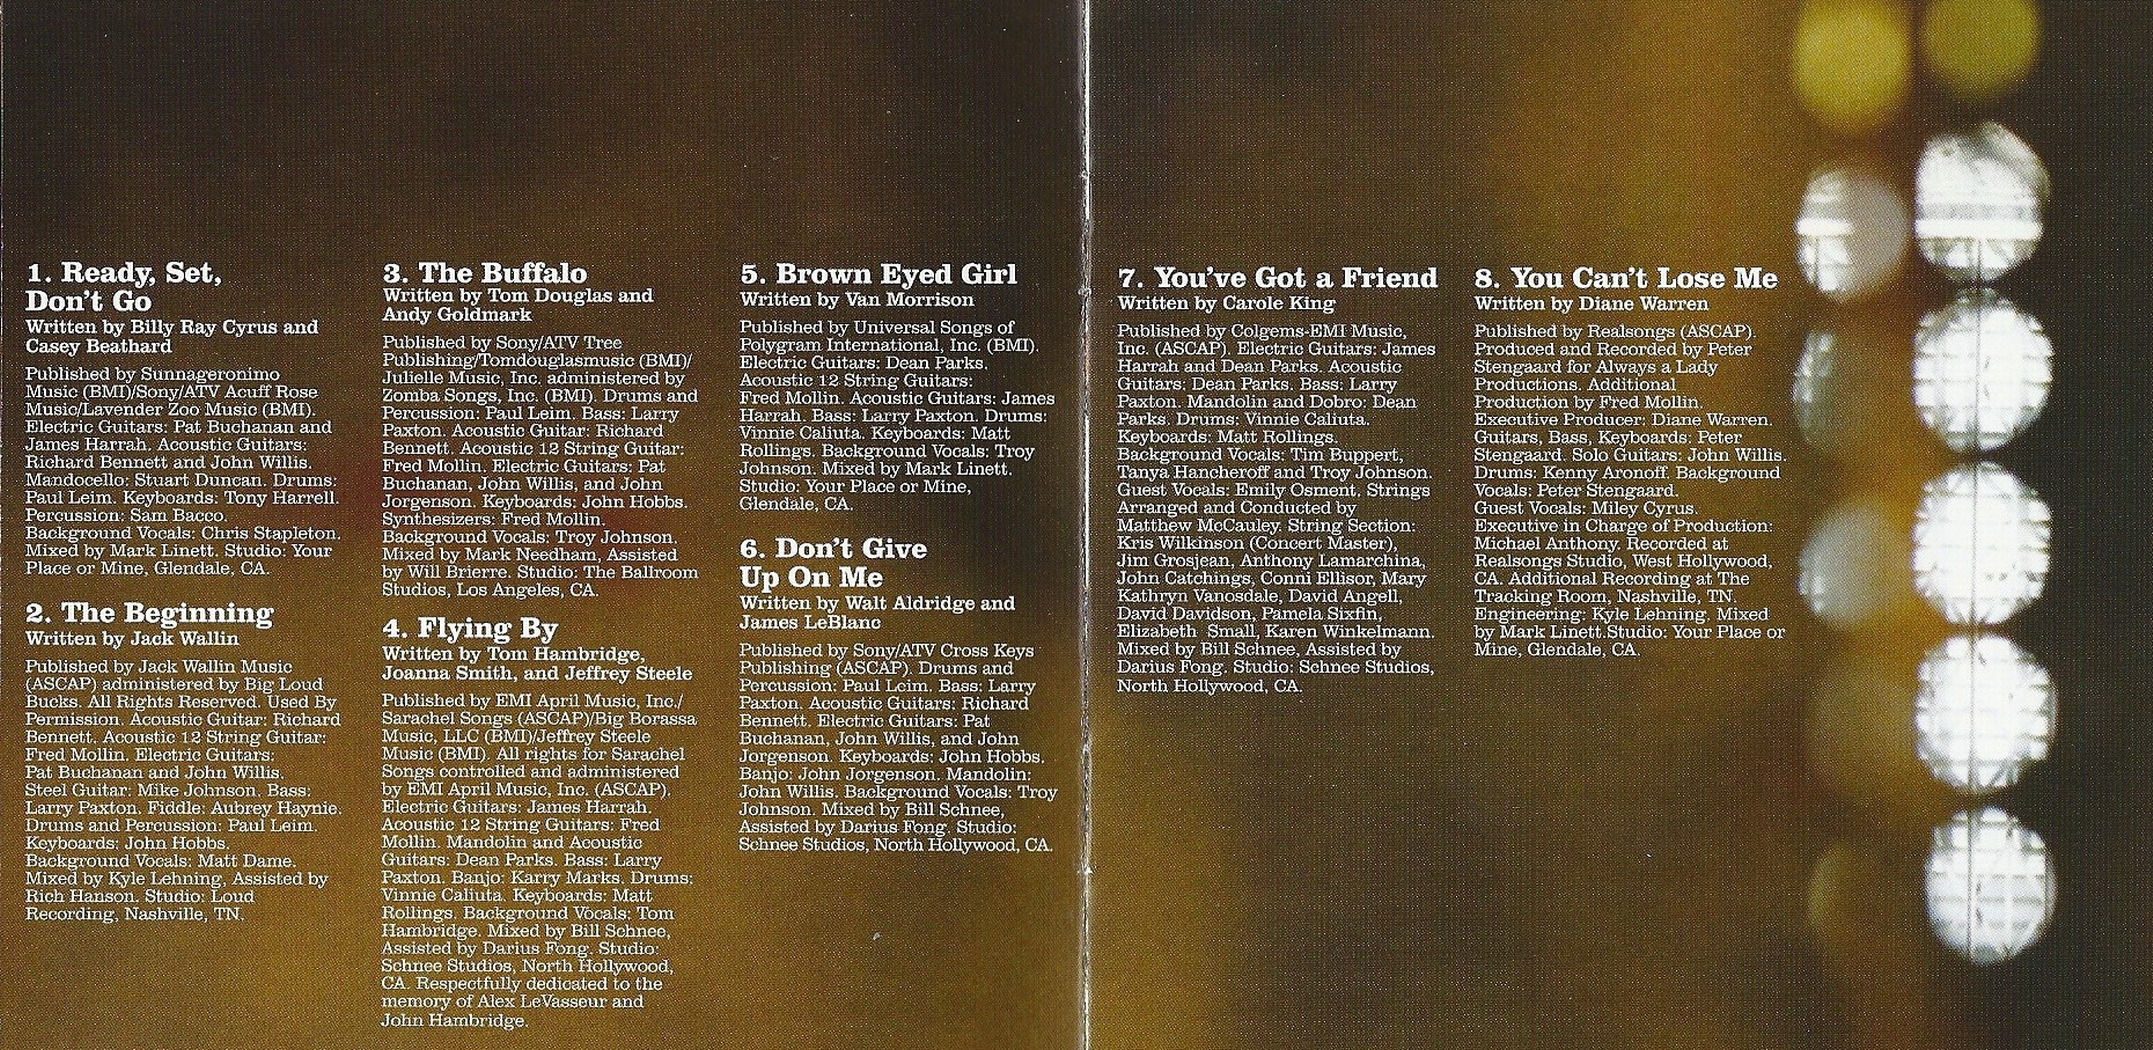 1. Ready, Set,
Don't Go
Written by Billy Ray Cyrus and
Casey Beathard
Published by Sunnageronimo
Music (BMI)/Sony/ATV Acuff Rose
Music/Lavender Zoo Music (BMI).
Electric Guitars: Pat Buchanan and
James Harrah. Acoustic Guitars:
Richard Bennett and John Willis.
Mandocello: Stuart Duncan. Drums:
Paul Leim. Keyboards: Tony Harrell.
Percussion: Sam Bacco.
Background Vocals: Chris Stapleton.
Mixed by Mark Linett. Studio: Your
Place or Mine, Glendale, CA.
2. The Beginning
Written by Jack Wallin
Published by Jack Wallin Music
(ASCAP) administered by Big Loud
Bucks. All Rights Reserved. Used By
Permission. Acoustic Guitar: Richard
Bennett. Acoustic 12 String Guitar:
Fred Mollin. Electric Guitars:
Pat Buchanan and John Willis.
Steel Guitar: Mike Johnson. Bass:
Larry Paxton. Fiddle: Aubrey Haynie.
Drums and Percussion: Paul Leim.
Keyboards: John Hobbs.
Background Vocals: Matt Dame.
Mixed by Kyle Lehning, Assisted by
Rich Hanson. Studio: Loud
Recording, Nashville, TN.
3. The Buffalo
Written by Tom Douglas and
Andy Goldmark
Published by Sony/ATV Tree
Publishing/Tomdouglasmusic (BMI)/
Julielle Music, Inc. administered by
Zomba Songs, Inc. (BMI). Drums and
Percussion: Paul Leim. Bass: Larry
Paxton. Acoustic Guitar: Richard
Bennett. Acoustic 12 String Guitar:
Fred Mollin. Electric Guitars: Pat
Buchanan, John Willis, and John
Jorgenson. Keyboards: John Hobbs.
Synthesizers: Fred Mollin.
Background Vocals: Troy Johnson.
Mixed by Mark Needham, Assisted
by Will Brierre. Studio: The Ballroom
Studios, Los Angeles, CA.
4. Flying By
Written by Tom Hambridge,
Joanna Smith, and Jeffrey Steele
Published by EMI April Music, Inc./
Sarachel Songs (ASCAP)/Big Borassa
Music, LLC (BMI)/Jeffrey Steele
Music (BMI). All rights for Sarachel
Songs controlled and administered
by EMI April Music, Inc. (ASCAP).
Electric Guitars: James Harrah.
Acoustic 12 String Guitars: Fred
Mollin. Mandolin and Acoustic
Guitars: Dean Parks. Bass: Larry
Paxton. Banjo: Karry Marks. Drums:
Vinnie Caliuta. Keyboards: Matt
Rollings. Background Vocals: Tom
Hambridge. Mixed by Bill Schnee,
Assisted by Darius Fong. Studio:
Schnee Studios, North Hollywood,
CA. Respectfully dedicated to the
memory of Alex LeVasseur and
John Hambridge.
5. Brown Eyed Girl
Written by Van Morrison
Published by Universal Songs of
Polygram International, Inc. (BMI).
Electric Guitars: Dean Parks.
Acoustic 12 String Guitars:
Fred Mollin. Acoustic Guitars: James
Harrah. Bass: Larry Paxton. Drums:
Vinnie Caliuta. Keyboards: Matt
Rollings. Background Vocals: Troy
Johnson. Mixed by Mark Linett.
Studio: Your Place or Mine,
Glendale, CA.
6. Don't Give
Up On Me
Written by Walt Aldridge and
James LeBlanc
Published by Sony/ATV Cross Keys
Publishing (ASCAP). Drums and
Percussion: Paul Leim. Bass: Larry
Paxton. Acoustic Guitars: Richard
Bennett. Electric Guitars: Pat
Buchanan, John Willis, and John
Jorgenson. Keyboards: John Hobbs.
Banjo: John Jorgenson. Mandolin:
John Willis. Background Vocals: Troy
Johnson. Mixed by Bill Schnee,
Assisted by Darius Fong. Studio:
Schnee Studios, North Hollywood, CA.
7. You've Got a Friend
Written by Carole King
Published by Colgems-EMI Music,
Inc. (ASCAP). Electric Guitars: James
Harrah and Dean Parks. Acoustic
Guitars: Dean Parks. Bass: Larry
Paxton. Mandolin and Dobro: Dean
Parks. Drums: Vinnie Caliuta.
Keyboards: Matt Rollings.
Background Vocals: Tim Buppert,
Tanya Hancheroff and Troy Johnson.
Guest Vocals: Emily Osment. Strings
Arranged and Conducted by
Matthew McCauley. String Section:
Kris Wilkinson (Concert Master),
Jim Grosjean, Anthony Lamarchina,
John Catchings, Conni Ellisor, Mary
Kathryn Vanosdale, David Angell,
David Davidson, Pamela Sixfin,
Elizabeth Small, Karen Winkelmann.
Mixed by Bill Schnee, Assisted by
Darius Fong. Studio: Schnee Studios,
North Hollywood, CA.
8. You Can't Lose Me
Written by Diane Warren
Published by Realsongs (ASCAP).
Produced and Recorded by Peter
Stengaard for Always a Lady
Productions. Additional
Production by Fred Mollin.
Executive Producer: Diane Warren.
Guitars, Bass, Keyboards: Peter
Stengaard. Solo Guitars: John Willis.
Drums: Kenny Aronoff. Background
Vocals: Peter Stengaard.
Guest Vocals: Miley Cyrus.
Executive in Charge of Production:
Michael Anthony. Recorded at
Realsongs Studio, West Hollywood,
CA. Additional Recording at The
Tracking Room, Nashville, TN.
Engineering: Kyle Lehning. Mixed
by Mark Linett.Studio: Your Place or
Mine, Glendale, CA.